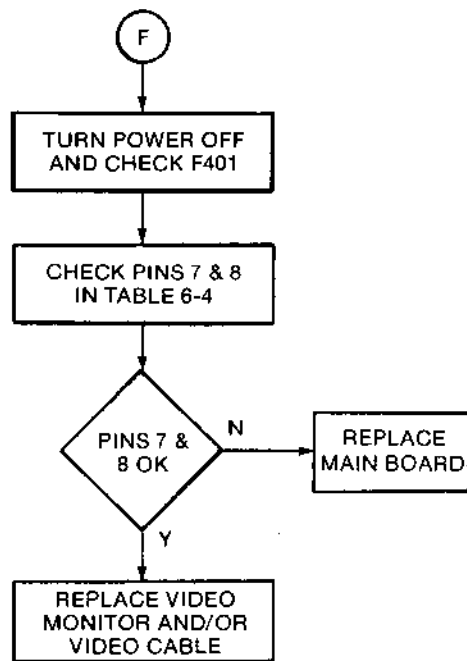 F
TURN POWER OFF
AND CHECK F401
CHECK PINS 7 & 8
IN TABLE 6-4
PINS 7 &
8 OK
N
REPLACE
MAIN BOARD
Y
REPLACE VIDEO
MONITOR AND/OR
VIDEO CABLE